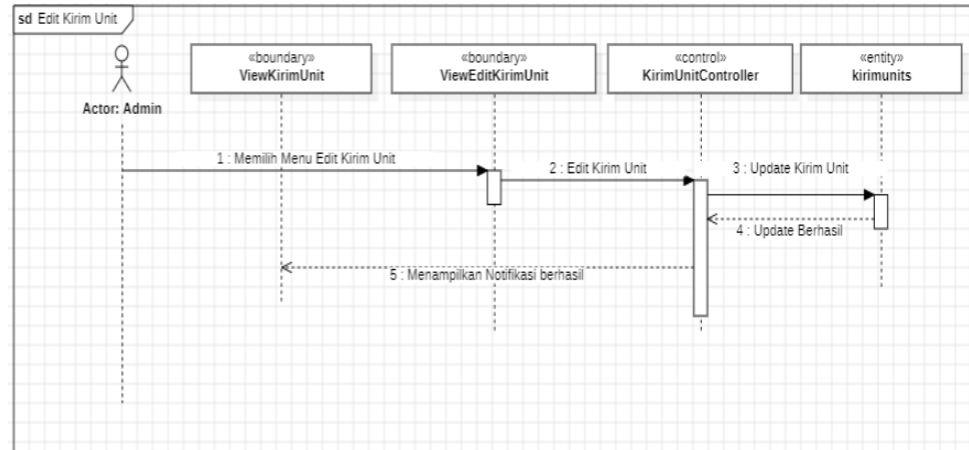 sd Edit Kirim Unit
Actor: Admin
«boundary»
ViewKirimUnit
«boundary»
ViewEditKirimUnit
«control»
KirimUnitController
«entity»
kirimunits
1 : Memilih Menu Edit Kirim Unit
2 : Edit Kirim Unit
3 : Update Kirim Unit
4 : Update Berhasil
5 : Menampilkan Notifikasi berhasil